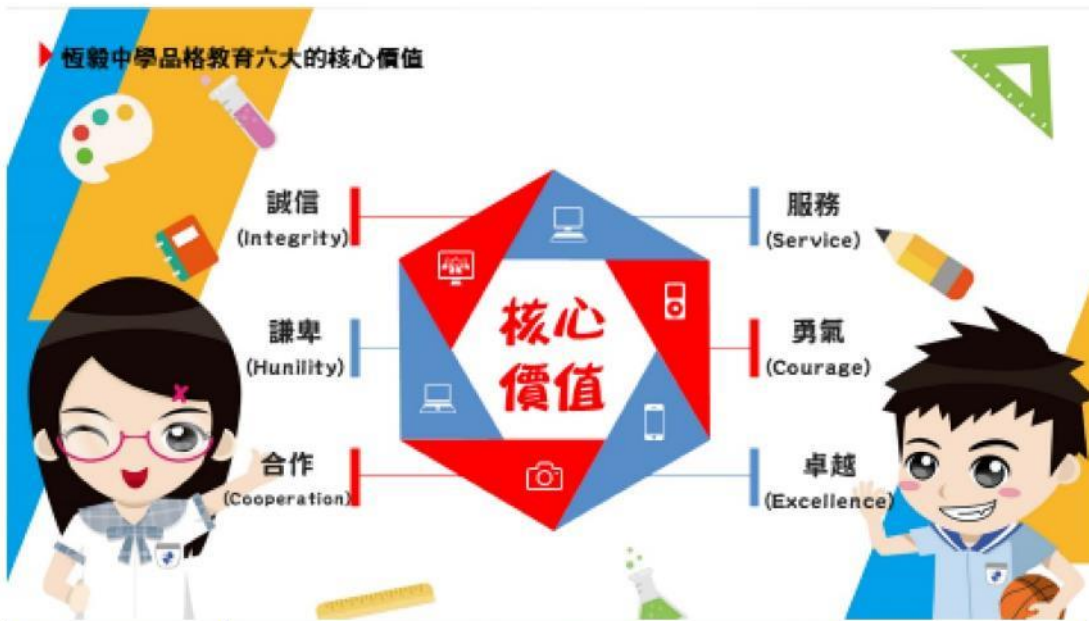 恆毅中學品格教育六大的核心價值
誠信
(Integrity)
服務
(Service)
謙卑
(Hunility)
核心
價值
勇氣
(Courage)
合作
(Cooperation)
卓越
(Excellence)